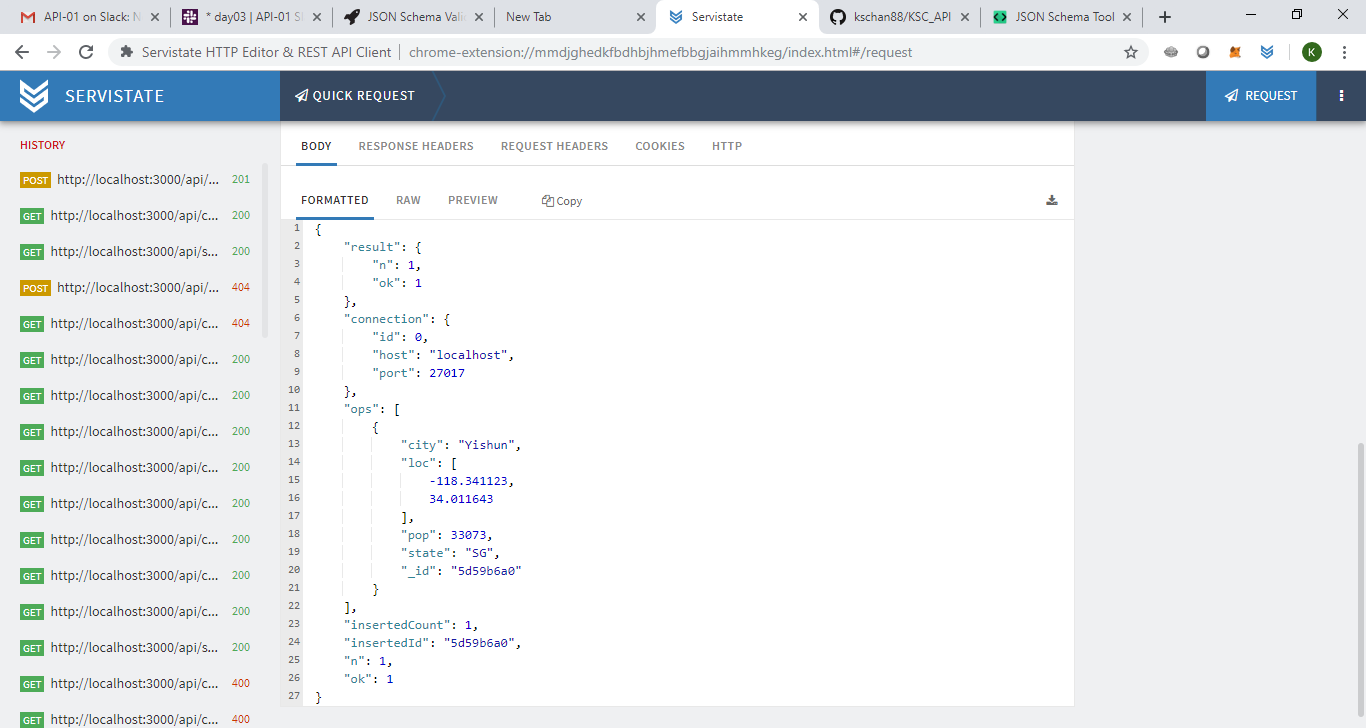 API-01 on Slack: N
* day03 | API-01 Sl
JSON Schema Vali
New Tab
Servistate
kschan88/KSC_API
JSON Schema Tool
Servistate HTTP Editor & REST API Client
chrome-extension://mmdjghedkfbdhbjhmefbbgjaihmmhkeg/index.html#/request
K
SERVISTATE
QUICK REQUEST
REQUEST
HISTORY
POST http://localhost:3000/api/... 201
GET http://localhost:3000/api/c... 200
GET http://localhost:3000/api/s... 200
POST http://localhost:3000/api/... 404
GET http://localhost:3000/api/c... 404
GET http://localhost:3000/api/c... 200
GET http://localhost:3000/api/c... 200
GET http://localhost:3000/api/c... 200
GET http://localhost:3000/api/c... 200
GET http://localhost:3000/api/c... 200
GET http://localhost:3000/api/c... 200
GET http://localhost:3000/api/c... 200
GET http://localhost:3000/api/c... 200
GET http://localhost:3000/api/s... 200
GET http://localhost:3000/api/c... 400
GET http://localhost:3000/api/c... 400
BODY RESPONSE HEADERS REQUEST HEADERS COOKIES HTTP
FORMATTED RAW PREVIEW Copy
1 {
2 "result": {
3 "n": 1,
4 "ok": 1
5 },
6 "connection": {
7 "id": 0,
8 "host": "localhost",
9 "port": 27017
10 },
11 "ops": [
12 {
13 "city": "Yishun",
14 "loc": [
15 -118.341123,
16 34.011643
17 ],
18 "pop": 33073,
19 "state": "SG",
20 "_id": "5d59b6a0"
21 }
22 ],
23 "insertedCount": 1,
24 "insertedId": "5d59b6a0",
25 "n": 1,
26 "ok": 1
27 }